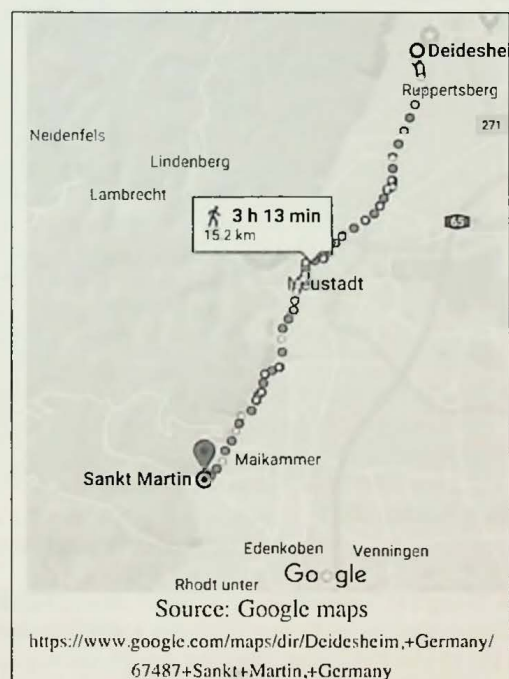 Deideshei
Ruppertsberg
271
Neidenfels
Lindenberg
Lambrecht
3 h 13 min
15.2 km
65
Neustadt
Maikammer
Sankt Martin
Edenkoben
Venningen
Google
Rhodt unter
Source: Google maps
https://www.google.com/maps/dir/Deidesheim,+Germany/
67487+Sankt+Martin,+Germany